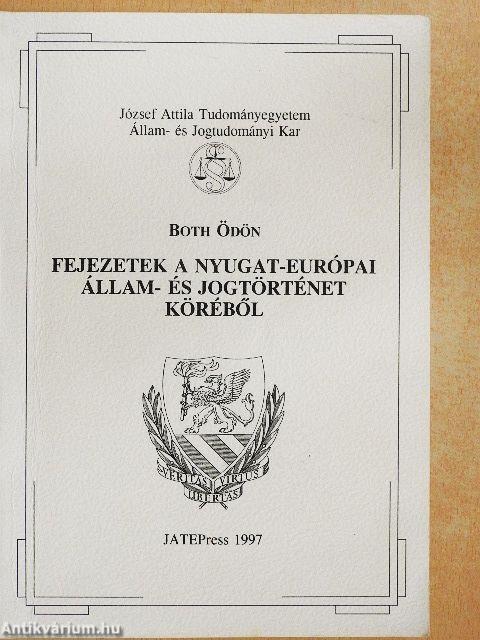 József Attila Tudományegyetem
Állam- és Jogtudományi Kar
BOTH ÖDÖN
FEJEZETEK A NYUGAT-EURÓPAI
ÁLLAM- ÉS JOGTÖRTÉNET
KÖRÉBŐL
VERITAS VIRTUS
LIBERTAS
JATEPress 1997
Antikvárium.hu